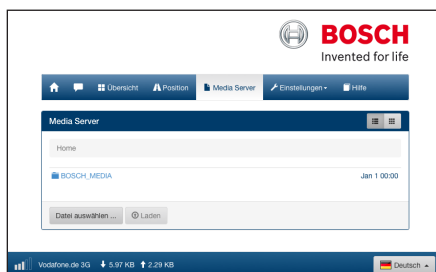 BOSCH
Invented for life
Übersicht Position Media Server Einstellungen Hilfe
Media Server
Home
BOSCH_MEDIA Jan 1 00:00
Datei auswählen ... Laden
Vodafone.de 3G 5.97 KB 2.29 KB Deutsch